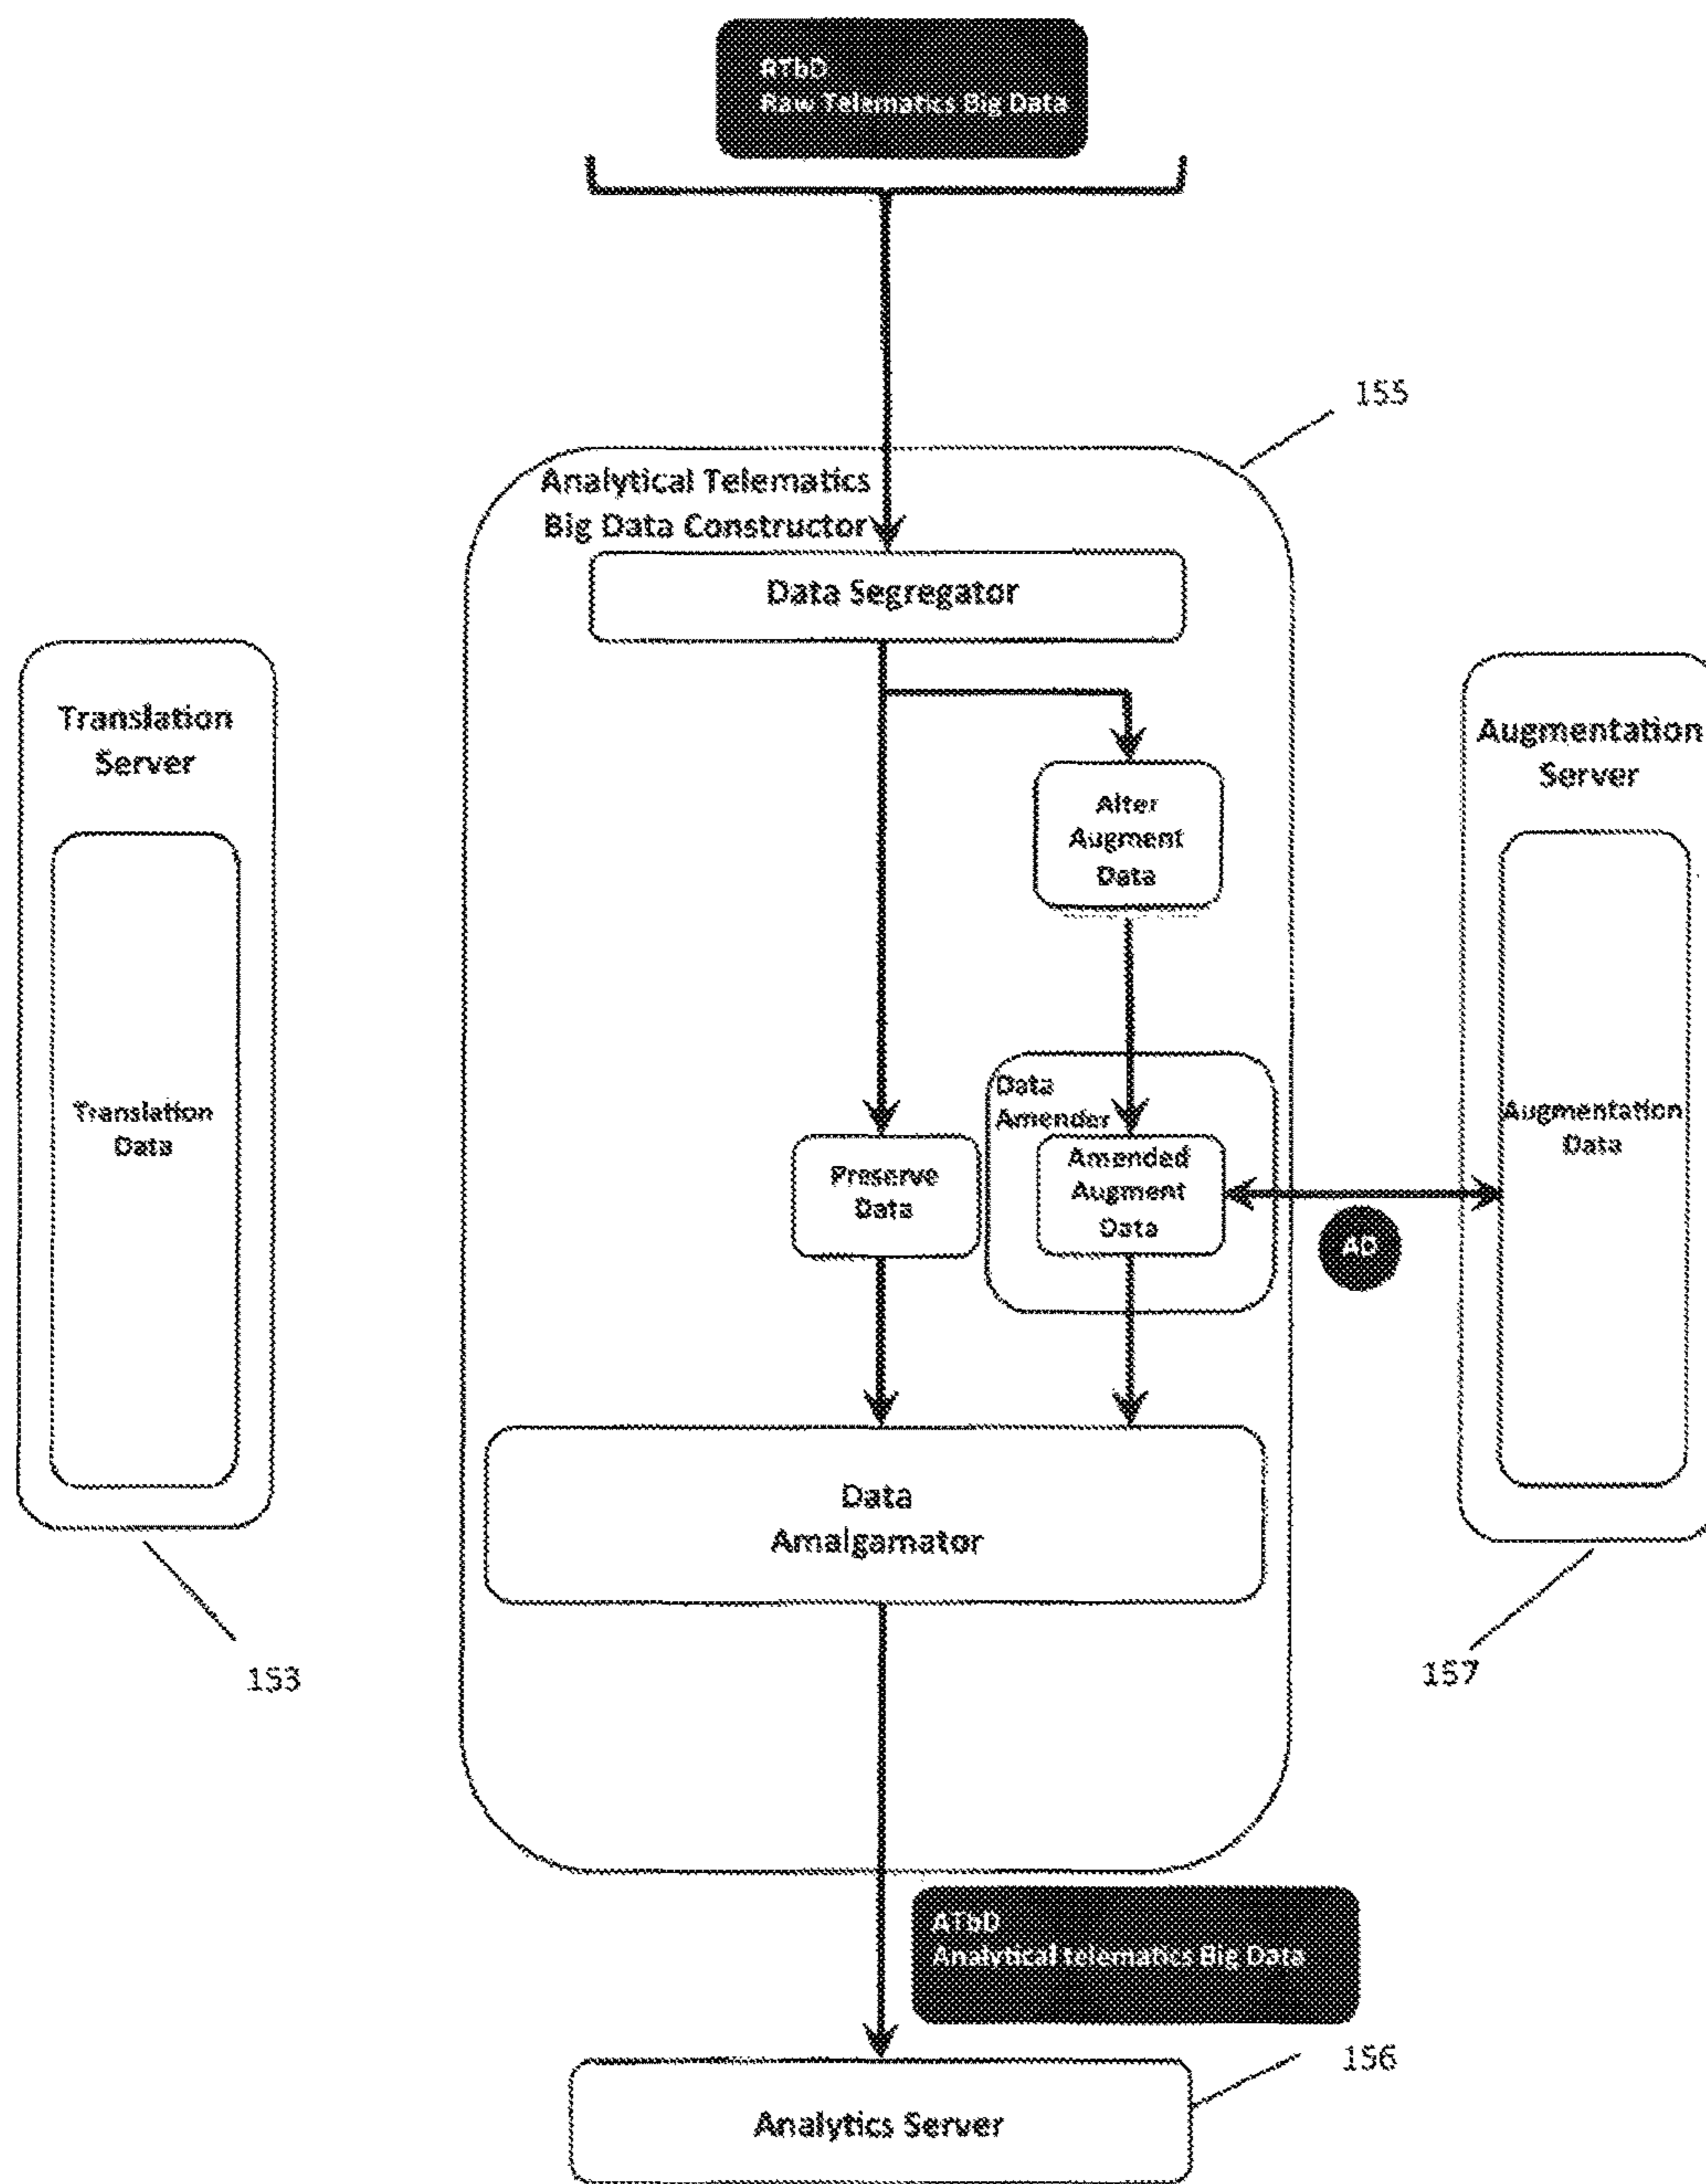 RTbD
Raw Telematics Big Data
155
Analytical Telematics
Big Data Constructor
Data Segregator
Translation
Server
Augmentation
Server
Alter
Augment
Data
Translation
Data
Data
Amender
Preserve
Data
Amended
Augment
Data
Augmentation
Data
AD
Data
Amalgamator
153
157
ATbD
Analytical telematics Big Data
156
Analytics Server